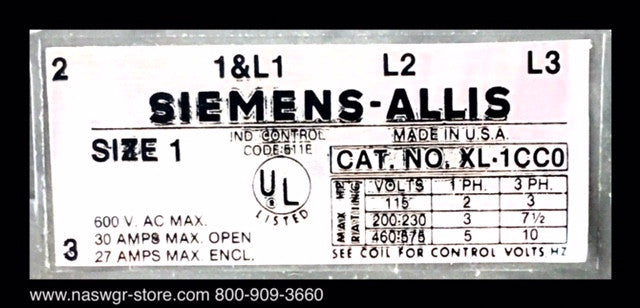 2 1&L1 L2 L3
SIEMENS-ALLIS
IND CONTROL MADE IN U.S.A.
SIZE 1 CODE 511E CAT. NO. XL-1CC0
UL
LISTED
MAX HP RATING
VOLTS 1 PH. 3 PH.
115 2 3
200-230 3 7½
460-575 5 10
600 V. AC MAX.
3 30 AMPS MAX. OPEN
27 AMPS MAX. ENCL. SEE COIL FOR CONTROL VOLTS HZ
www.naswgr-store.com 800-909-3660